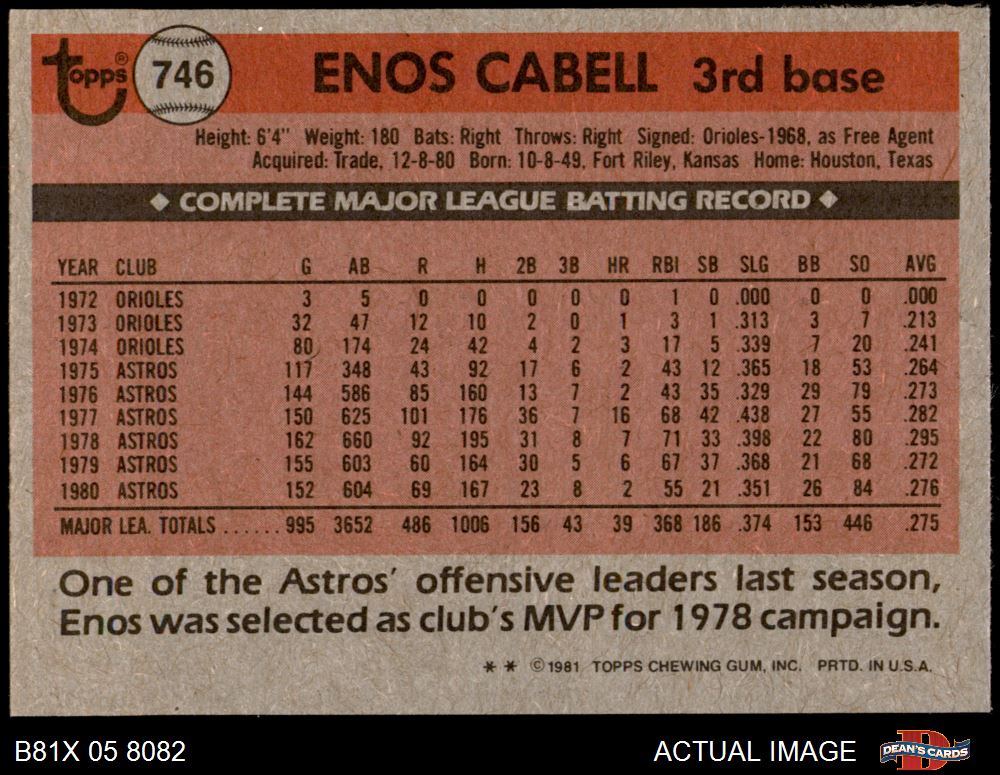 Topps® 746 ENOS CABELL 3rd base
Height: 6'4" Weight: 180 Bats: Right Throws: Right Signed: Orioles-1968, as Free Agent
Acquired: Trade, 12-8-80 Born: 10-8-49, Fort Riley, Kansas Home: Houston, Texas
◆ COMPLETE MAJOR LEAGUE BATTING RECORD ◆
YEAR CLUB G AB R H 2B 3B HR RBI SB SLG BB SO AVG
1972 ORIOLES 3 5 0 0 0 0 0 1 0 .000 0 0 .000
1973 ORIOLES 32 47 12 10 2 0 1 3 1 .313 3 7 .213
1974 ORIOLES 80 174 24 42 4 2 3 17 5 .339 7 20 .241
1975 ASTROS 117 348 43 92 17 6 2 43 12 .365 18 53 .264
1976 ASTROS 144 586 85 160 13 7 2 43 35 .329 29 79 .273
1977 ASTROS 150 625 101 176 36 7 16 68 42 .438 27 55 .282
1978 ASTROS 162 660 92 195 31 8 7 71 33 .398 22 80 .295
1979 ASTROS 155 603 60 164 30 5 6 67 37 .368 21 68 .272
1980 ASTROS 152 604 69 167 23 8 2 55 21 .351 26 84 .276
MAJOR LEA. TOTALS ...... 995 3652 486 1006 156 43 39 368 186 .374 153 446 .275
One of the Astros' offensive leaders last season,
Enos was selected as club's MVP for 1978 campaign.
* * ©1981 TOPPS CHEWING GUM, INC. PRTD. IN U.S.A.
B81X 05 8082 ACTUAL IMAGE D DEAN'S CARDS